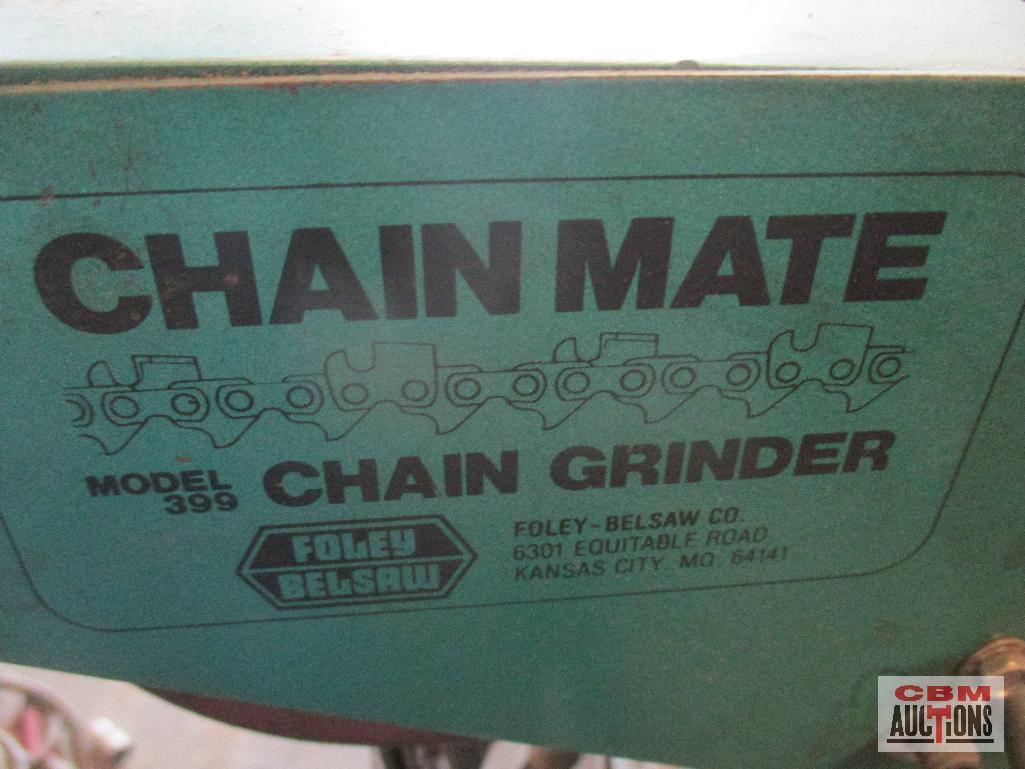 CHAIN MATE
MODEL 399
CHAIN GRINDER
FOLEY BELSAW
FOLEY-BELSAW CO.
6301 EQUITABLE ROAD
KANSAS CITY, MO. 64141
CBM
AUCTIONS